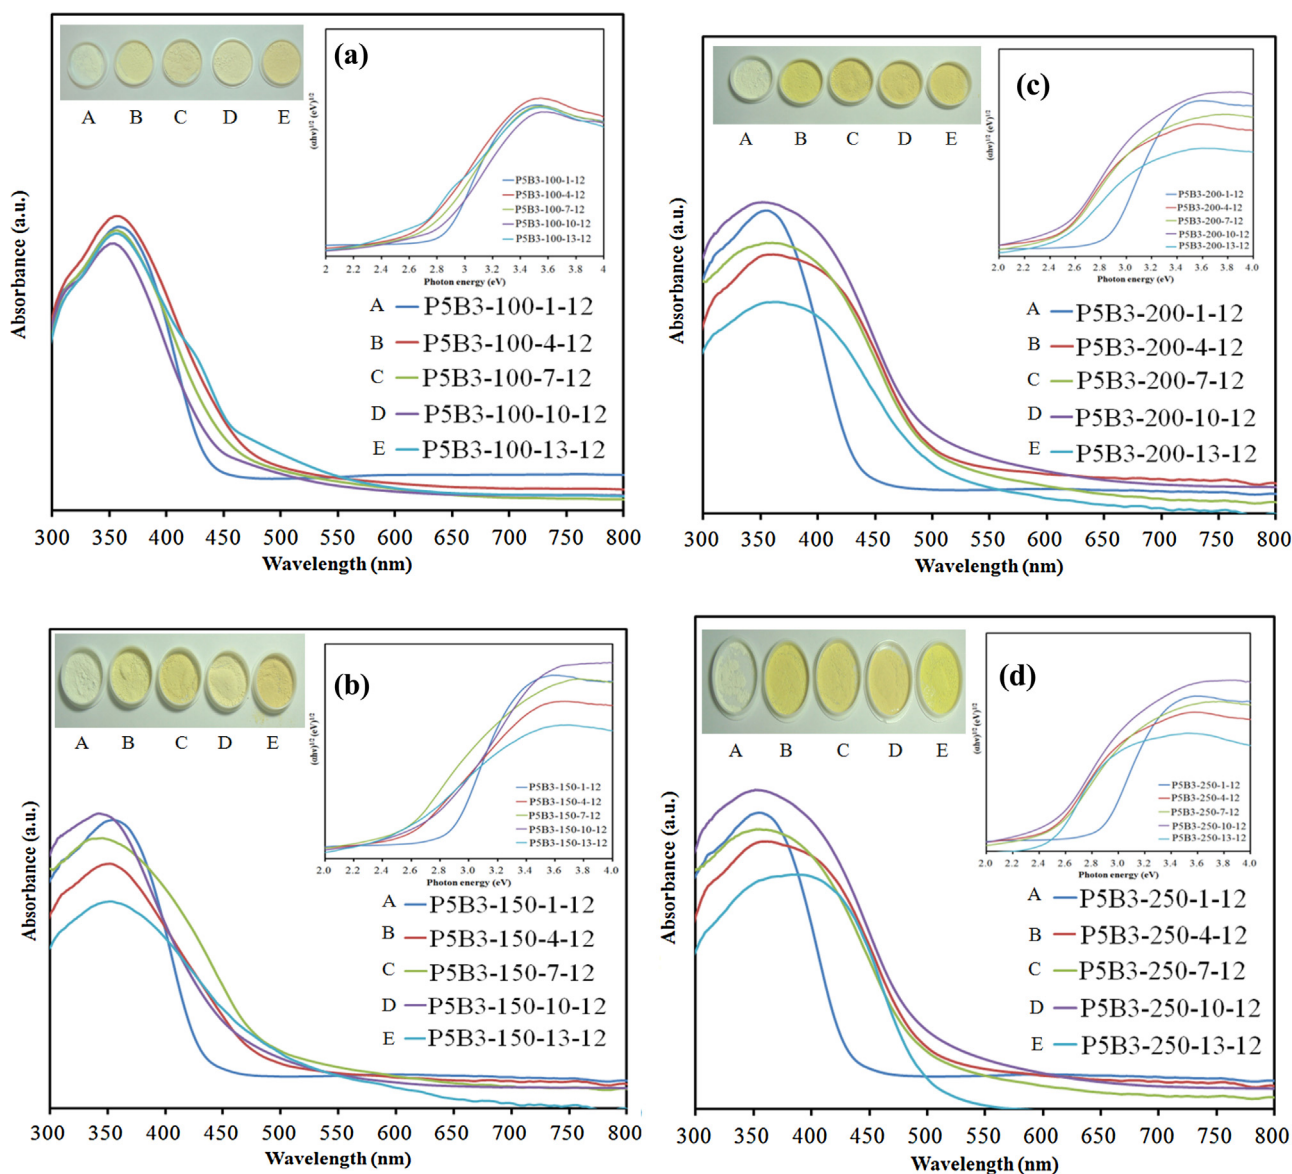 (a)
A B C D E
(αhν)^1/2 (eV)^1/2
P5B3-100-1-12
P5B3-100-4-12
P5B3-100-7-12
P5B3-100-10-12
P5B3-100-13-12
2 2.4 2.8 3.2 3.6 4
Photon energy (eV)
Absorbance (a.u.)
A P5B3-100-1-12
B P5B3-100-4-12
C P5B3-100-7-12
D P5B3-100-10-12
E P5B3-100-13-12
300 350 400 450 500 550 600 650 700 750 800
Wavelength (nm)
(c)
A B C D E
(αhν)^1/2 (eV)^1/2
P5B3-200-1-12
P5B3-200-4-12
P5B3-200-7-12
P5B3-200-10-12
P5B3-200-13-12
2.0 2.2 2.4 2.6 2.8 3.0 3.2 3.4 3.6 3.8 4.0
Photon energy (eV)
Absorbance (a.u.)
A P5B3-200-1-12
B P5B3-200-4-12
C P5B3-200-7-12
D P5B3-200-10-12
E P5B3-200-13-12
300 350 400 450 500 550 600 650 700 750 800
Wavelength (nm)
(b)
A B C D E
(αhν)^1/2 (eV)^1/2
P5B3-150-1-12
P5B3-150-4-12
P5B3-150-7-12
P5B3-150-10-12
P5B3-150-13-12
2.0 2.2 2.4 2.6 2.8 3.0 3.2 3.4 3.6 3.8 4.0
Photon energy (eV)
Absorbance (a.u.)
A P5B3-150-1-12
B P5B3-150-4-12
C P5B3-150-7-12
D P5B3-150-10-12
E P5B3-150-13-12
300 350 400 450 500 550 600 650 700 750 800
Wavelength (nm)
(d)
A B C D E
(αhν)^1/2 (eV)^1/2
P5B3-250-1-12
P5B3-250-4-12
P5B3-250-7-12
P5B3-250-10-12
P5B3-250-13-12
2.0 2.2 2.4 2.6 2.8 3.0 3.2 3.4 3.6 3.8 4.0
Photon energy (eV)
Absorbance (a.u.)
A P5B3-250-1-12
B P5B3-250-4-12
C P5B3-250-7-12
D P5B3-250-10-12
E P5B3-250-13-12
300 350 400 450 500 550 600 650 700 750 800
Wavelength (nm)